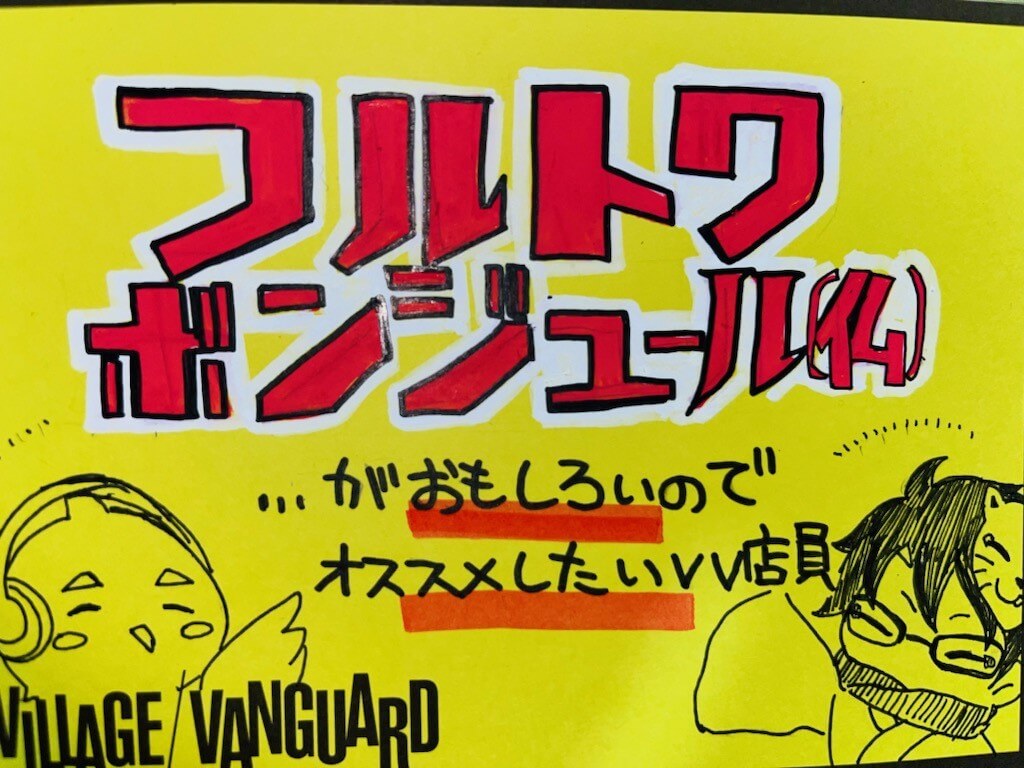 フルトワ
ボンジュール(仏)
...がおもしろいので
オススメしたいVV店員
VILLAGE VANGUARD